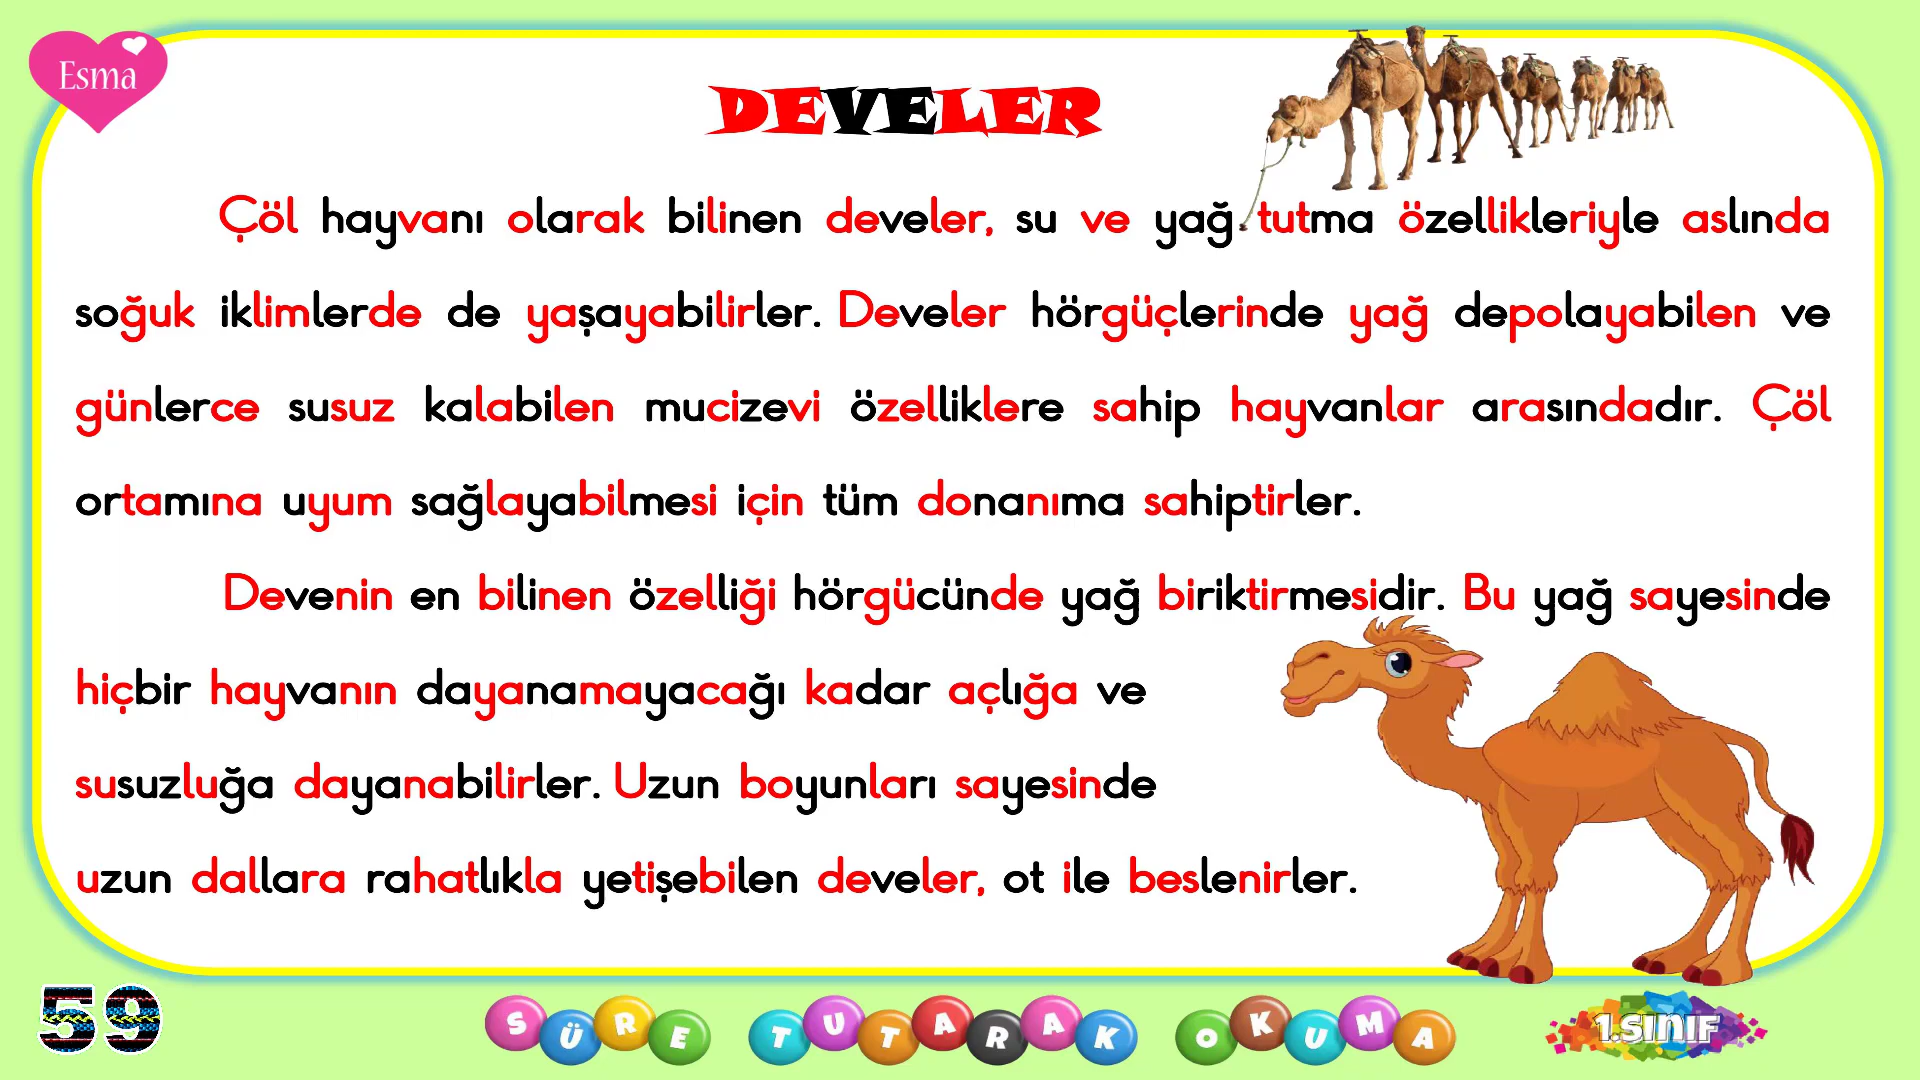 Esma
DEVELER
Çöl hayvanı olarak bilinen develer, su ve yağ tutma özellikleriyle aslında
soğuk iklimlerde de yaşayabilirler. Develer hörgüçlerinde yağ depolayabilen ve
günlerce susuz kalabilen mucizevi özelliklere sahip hayvanlar arasındadır. Çöl
ortamına uyum sağlayabilmesi için tüm donanıma sahiptirler.
Devenin en bilinen özelliği hörgücünde yağ biriktirmesidir. Bu yağ sayesinde
hiçbir hayvanın dayanamayacağı kadar açlığa ve
susuzluğa dayanabilirler. Uzun boyunları sayesinde
uzun dallara rahatlıkla yetişebilen develer, ot ile beslenirler.
59
SÜRE TUTARAK OKUMA
1.SINIF